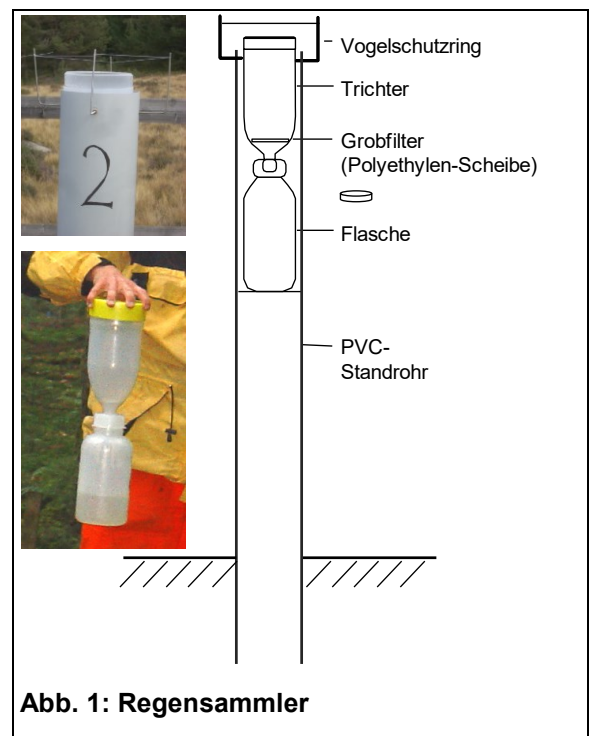 Vogelschutzring
Trichter
Grobfilter
(Polyethylen-Scheibe)
Flasche
PVC-
Standrohr
2
Abb. 1: Regensammler